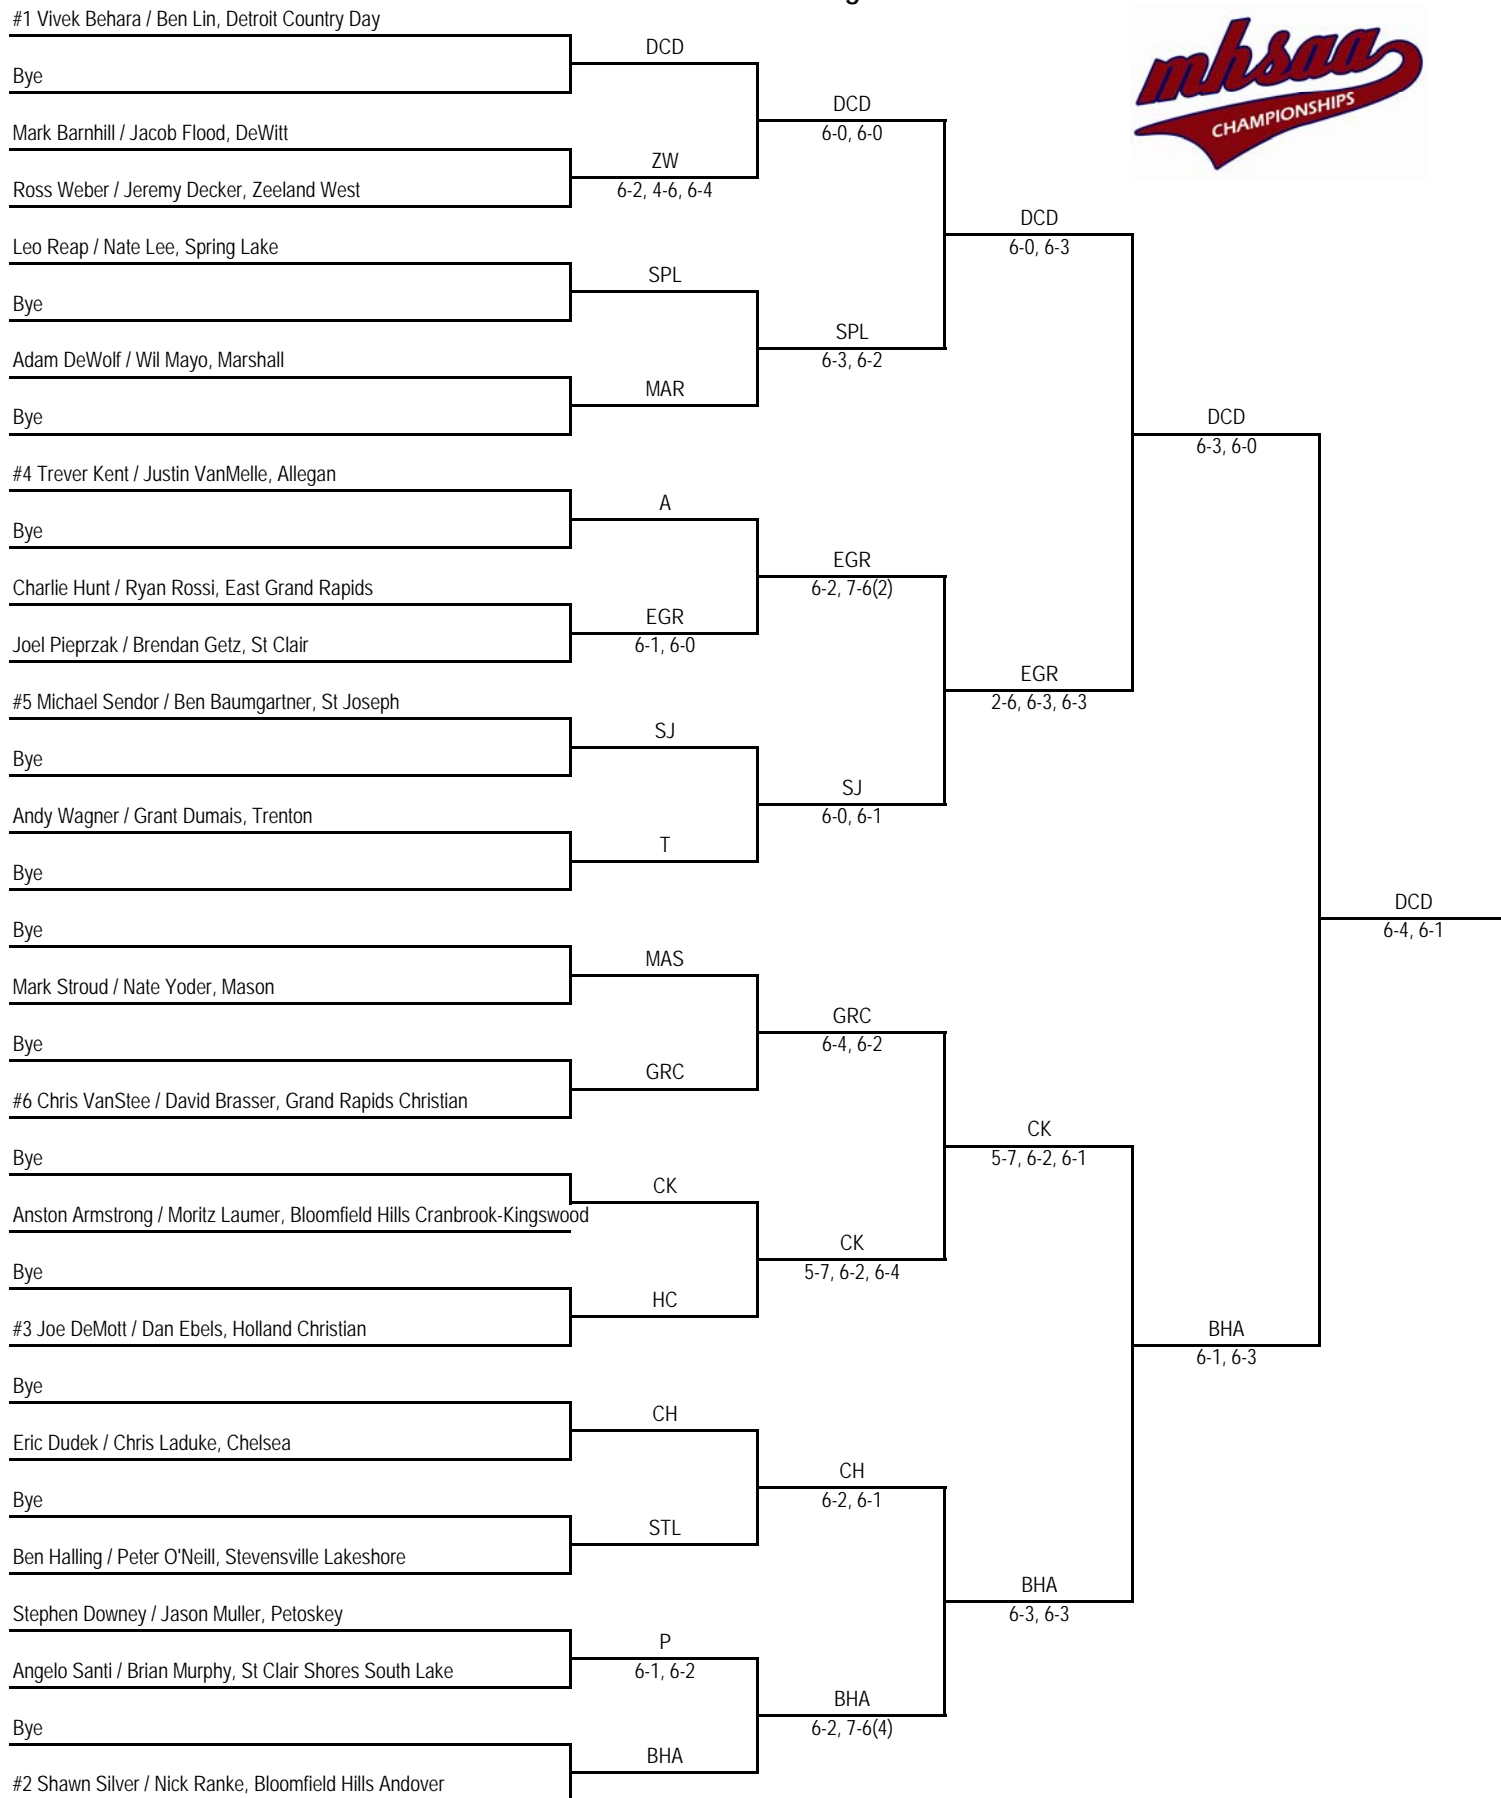 #1 Vivek Behara / Ben Lin, Detroit Country Day
Bye
Mark Barnhill / Jacob Flood, DeWitt
Ross Weber / Jeremy Decker, Zeeland West
Leo Reap / Nate Lee, Spring Lake
Bye
Adam DeWolf / Wil Mayo, Marshall
Bye
#4 Trever Kent / Justin VanMelle, Allegan
Bye
Charlie Hunt / Ryan Rossi, East Grand Rapids
Joel Pieprzak / Brendan Getz, St Clair
#5 Michael Sendor / Ben Baumgartner, St Joseph
Bye
Andy Wagner / Grant Dumais, Trenton
Bye
Bye
Mark Stroud / Nate Yoder, Mason
Bye
#6 Chris VanStee / David Brasser, Grand Rapids Christian
Bye
Anston Armstrong / Moritz Laumer, Bloomfield Hills Cranbrook-Kingswood
Bye
#3 Joe DeMott / Dan Ebels, Holland Christian
Bye
Eric Dudek / Chris Laduke, Chelsea
Bye
Ben Halling / Peter O'Neill, Stevensville Lakeshore
Stephen Downey / Jason Muller, Petoskey
Angelo Santi / Brian Murphy, St Clair Shores South Lake
Bye
#2 Shawn Silver / Nick Ranke, Bloomfield Hills Andover
DCD
ZW
6-2, 4-6, 6-4
SPL
MAR
A
EGR
6-1, 6-0
SJ
T
MAS
GRC
CK
HC
CH
STL
P
6-1, 6-2
BHA
DCD
6-0, 6-0
SPL
6-3, 6-2
EGR
6-2, 7-6(2)
SJ
6-0, 6-1
GRC
6-4, 6-2
CK
5-7, 6-2, 6-4
CH
6-2, 6-1
BHA
6-2, 7-6(4)
DCD
6-0, 6-3
EGR
2-6, 6-3, 6-3
CK
5-7, 6-2, 6-1
BHA
6-3, 6-3
DCD
6-3, 6-0
BHA
6-1, 6-3
DCD
6-4, 6-1
mhsaa
CHAMPIONSHIPS